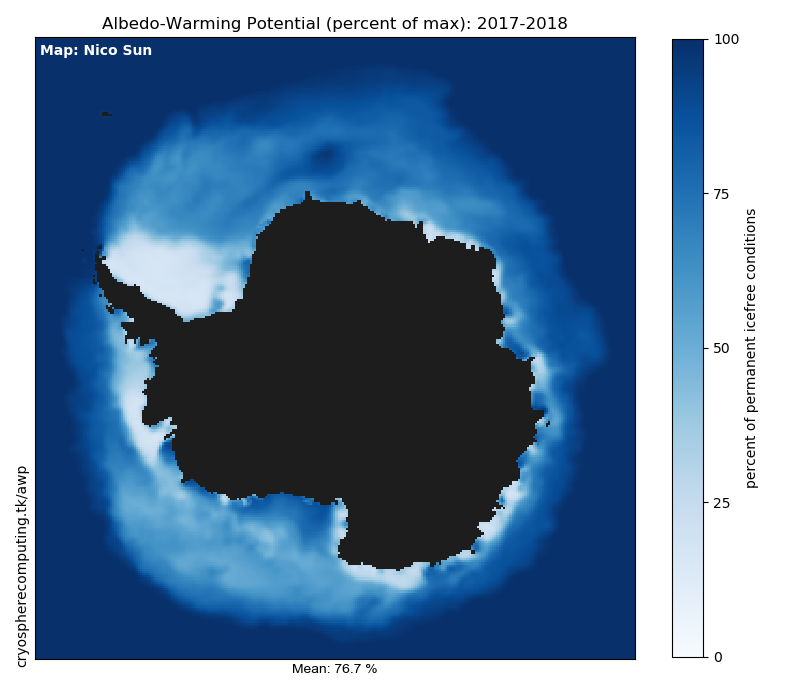 Albedo-Warming Potential (percent of max): 2017-2018
Map: Nico Sun
100
75
50
25
0
percent of permanent icefree conditions
cryospherecomputing.tk/awp
Mean: 76.7 %